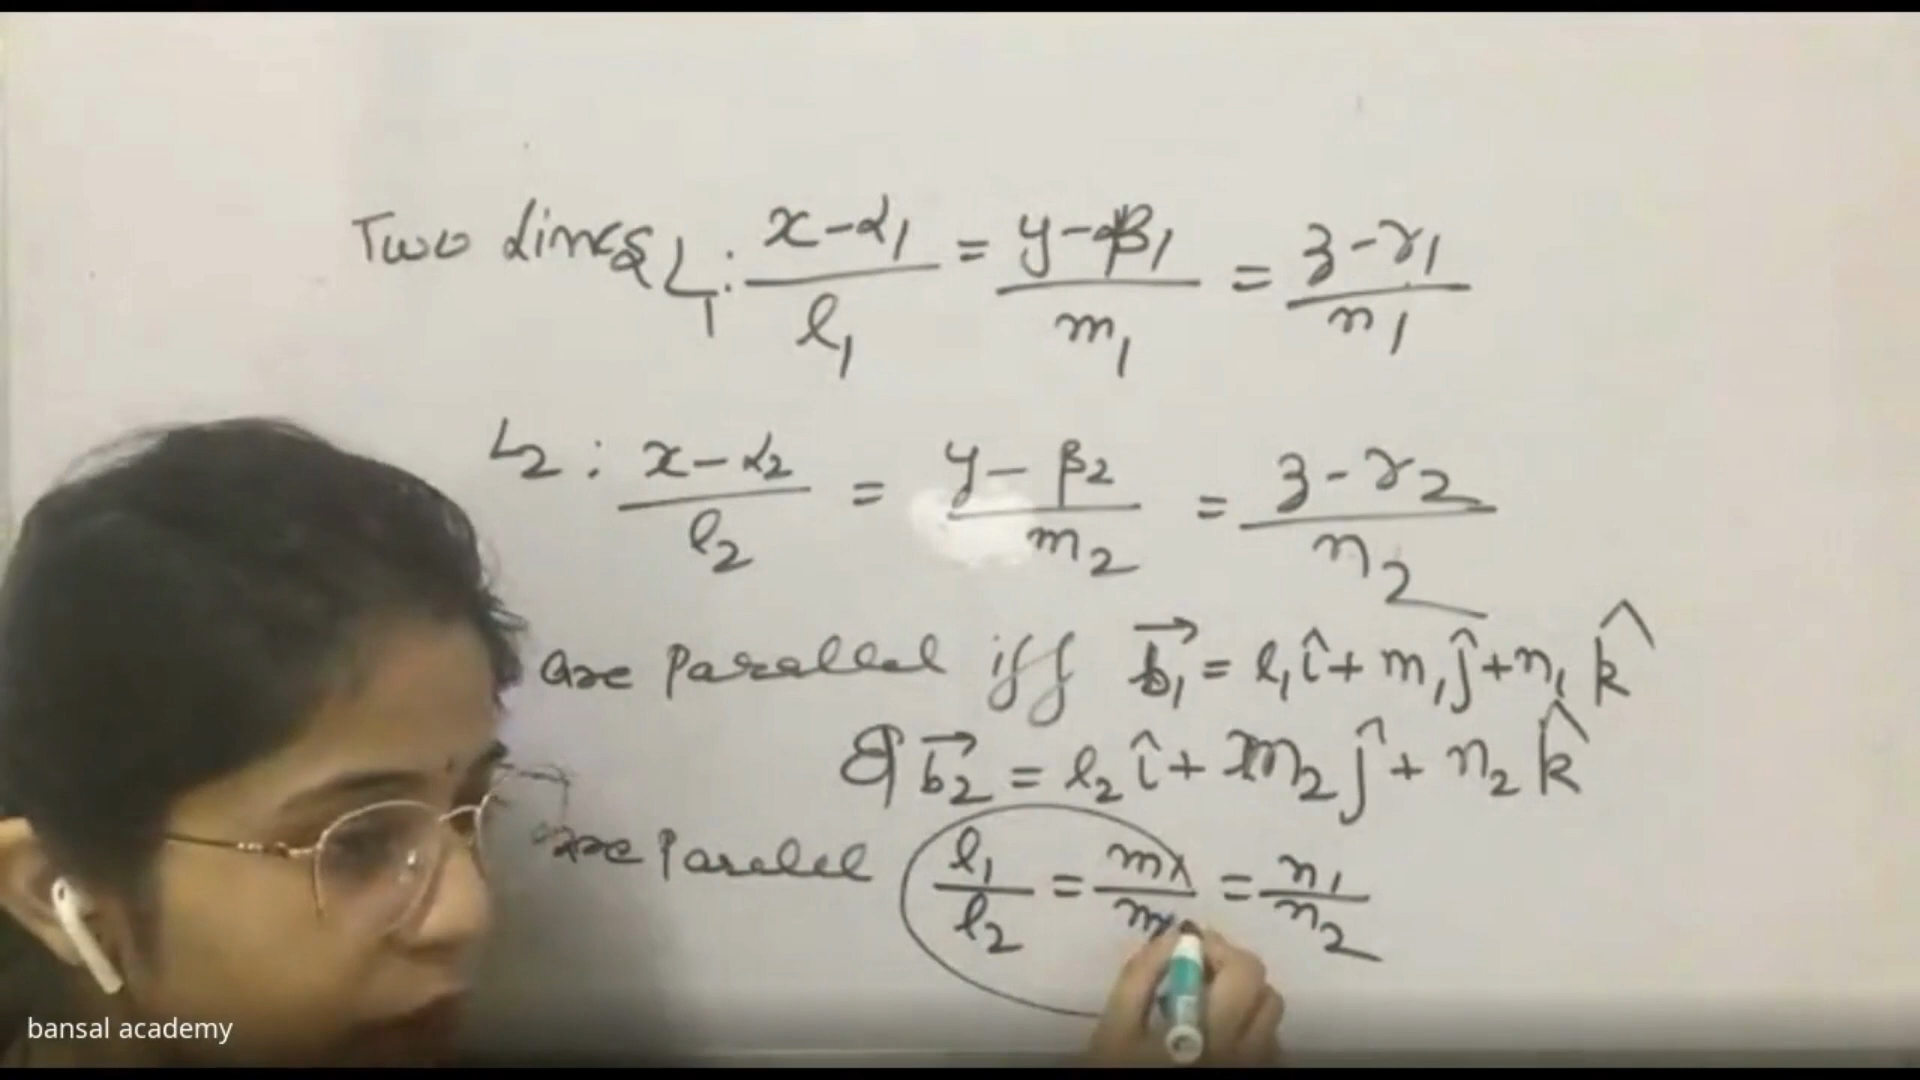 Two Lines L₁: (x-α₁)/l₁ = (y-β₁)/m₁ = (z-γ₁)/n₁
L₂: (x-α₂)/l₂ = (y-β₂)/m₂ = (z-γ₂)/n₂
are parallel iff b₁⃗ = l₁î + m₁ĵ + n₁k̂
& b₂⃗ = l₂î + m₂ĵ + n₂k̂
are Parallel l₁/l₂ = m₁/m₂ = n₁/n₂
bansal academy